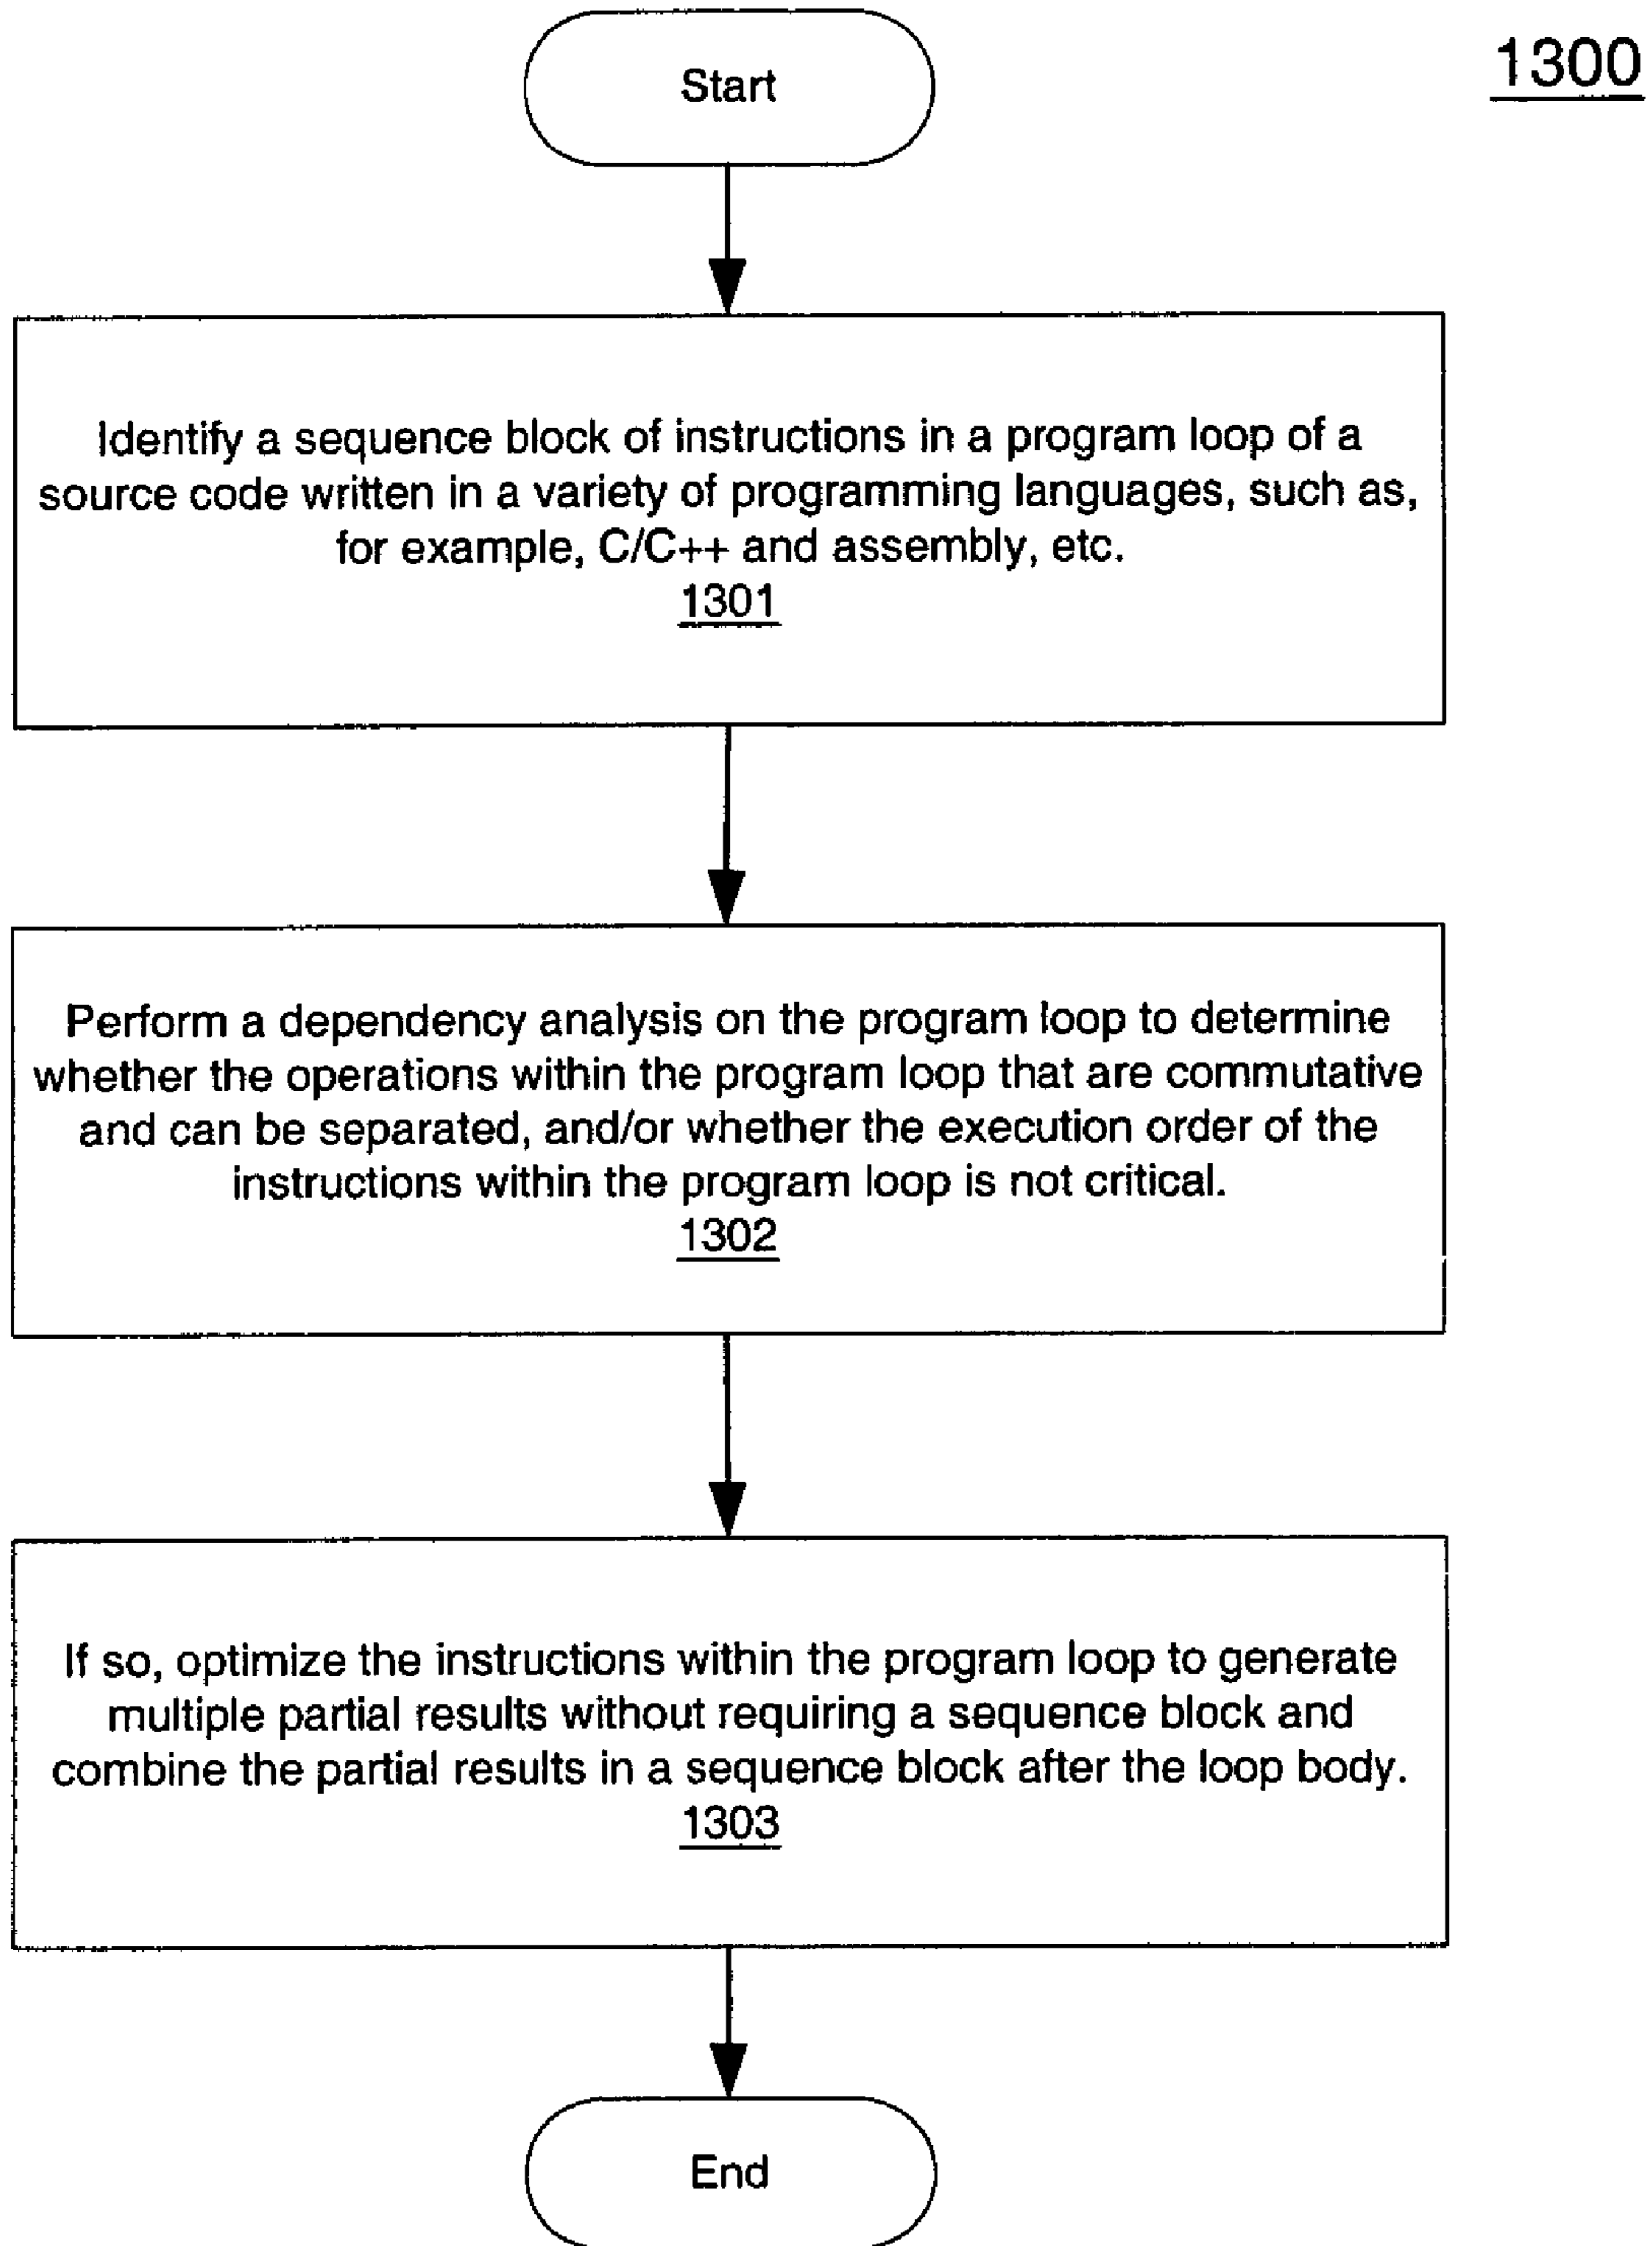 Start
1300
Identify a sequence block of instructions in a program loop of a
source code written in a variety of programming languages, such as,
for example, C/C++ and assembly, etc.
1301
Perform a dependency analysis on the program loop to determine
whether the operations within the program loop that are commutative
and can be separated, and/or whether the execution order of the
instructions within the program loop is not critical.
1302
If so, optimize the instructions within the program loop to generate
multiple partial results without requiring a sequence block and
combine the partial results in a sequence block after the loop body.
1303
End